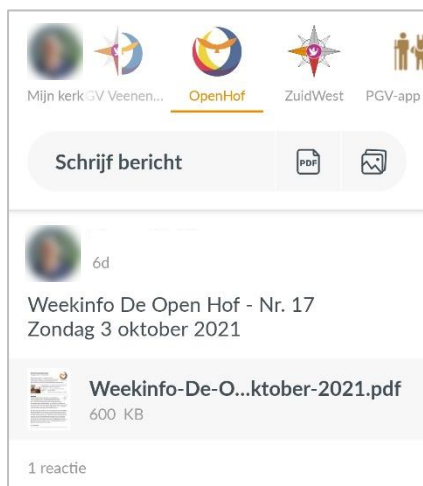 Mijn kerk GV Veenen... OpenHof ZuidWest PGV-app
Schrijf bericht PDF
6d
Weekinfo De Open Hof - Nr. 17
Zondag 3 oktober 2021
Weekinfo-De-O...ktober-2021.pdf
600 KB
1 reactie